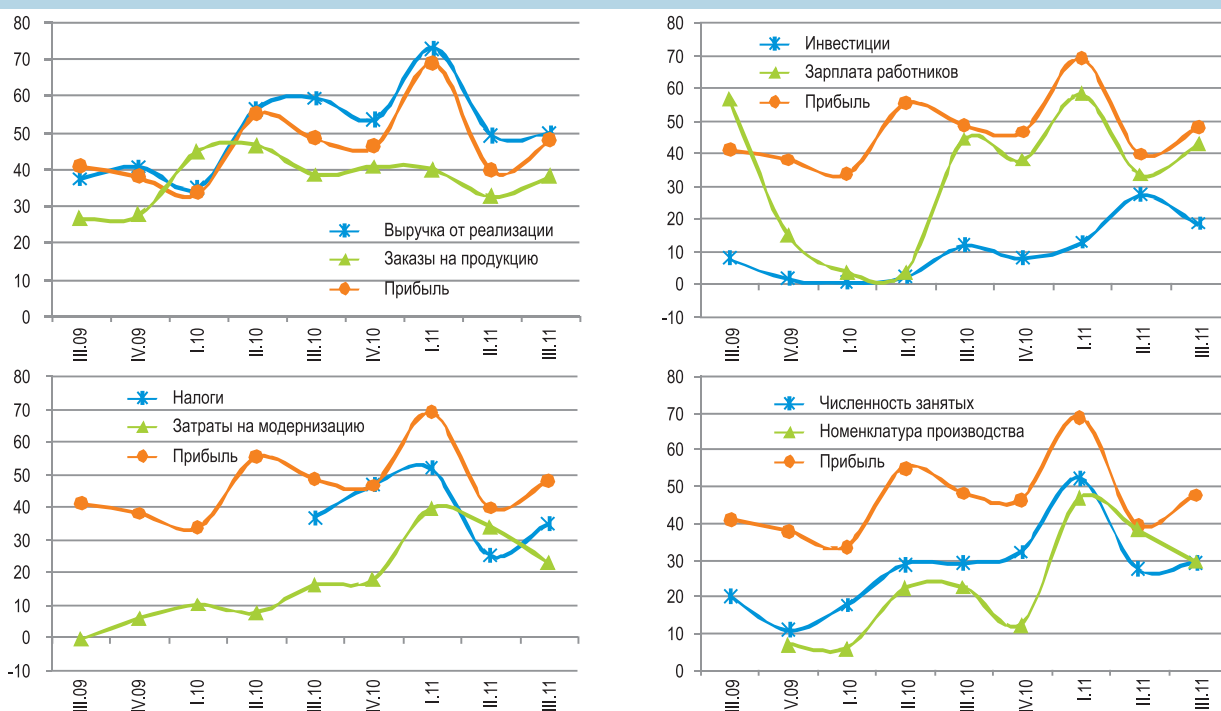 80
70
60
50
40
30
20
10
0
Выручка от реализации
Заказы на продукцию
Прибыль
III.09
IV.09
I.10
II.10
III.10
IV.10
I.11
II.11
III.11
80
70
60
50
40
30
20
10
0
-10
Инвестиции
Зарплата работников
Прибыль
III.09
IV.09
I.10
II.10
III.10
IV.10
I.11
II.11
III.11
80
70
60
50
40
30
20
10
0
-10
Налоги
Затраты на модернизацию
Прибыль
III.09
IV.09
I.10
II.10
III.10
IV.10
I.11
II.11
III.11
80
70
60
50
40
30
20
10
0
Численность занятых
Номенклатура производства
Прибыль
III.09
IV.09
I.10
II.10
III.10
IV.10
I.11
II.11
III.11